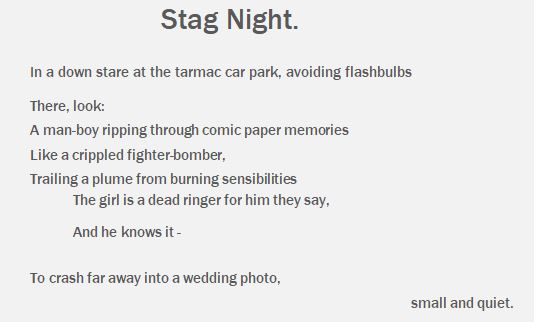 Stag Night.
In a down stare at the tarmac car park, avoiding flashbulbs
There, look:
A man-boy ripping through comic paper memories
Like a crippled fighter-bomber,
Trailing a plume from burning sensibilities
The girl is a dead ringer for him they say,
And he knows it -
To crash far away into a wedding photo,
small and quiet.